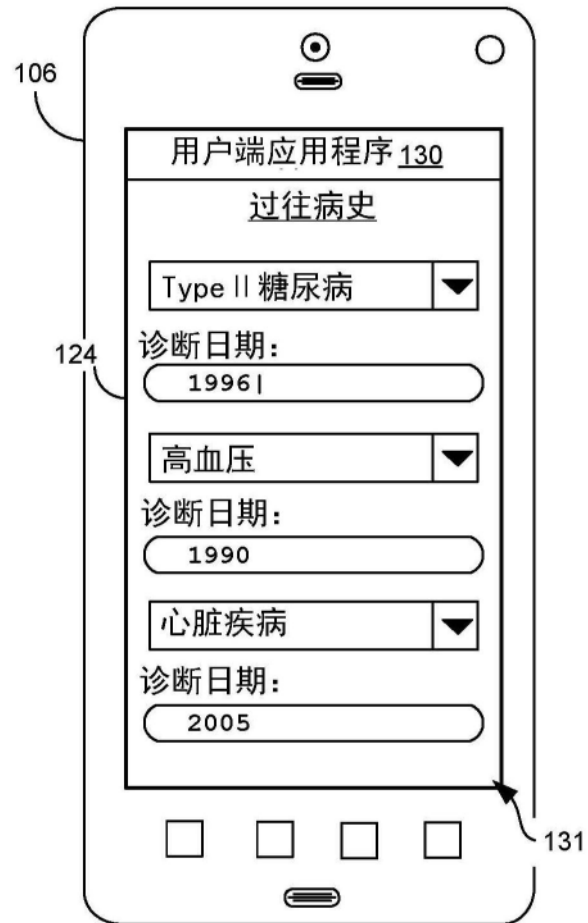 106
用户端应用程序 130
过往病史
Type II 糖尿病
诊断日期：
124
1996|
高血压
诊断日期：
1990
心脏疾病
诊断日期：
2005
131